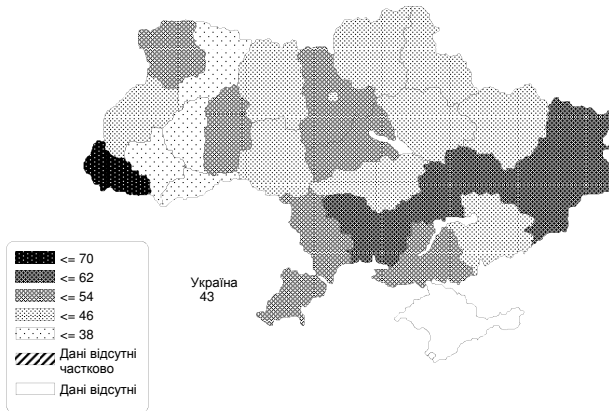 Україна
43
<= 70
<= 62
<= 54
<= 46
<= 38
Дані відсутні
частково
Дані відсутні